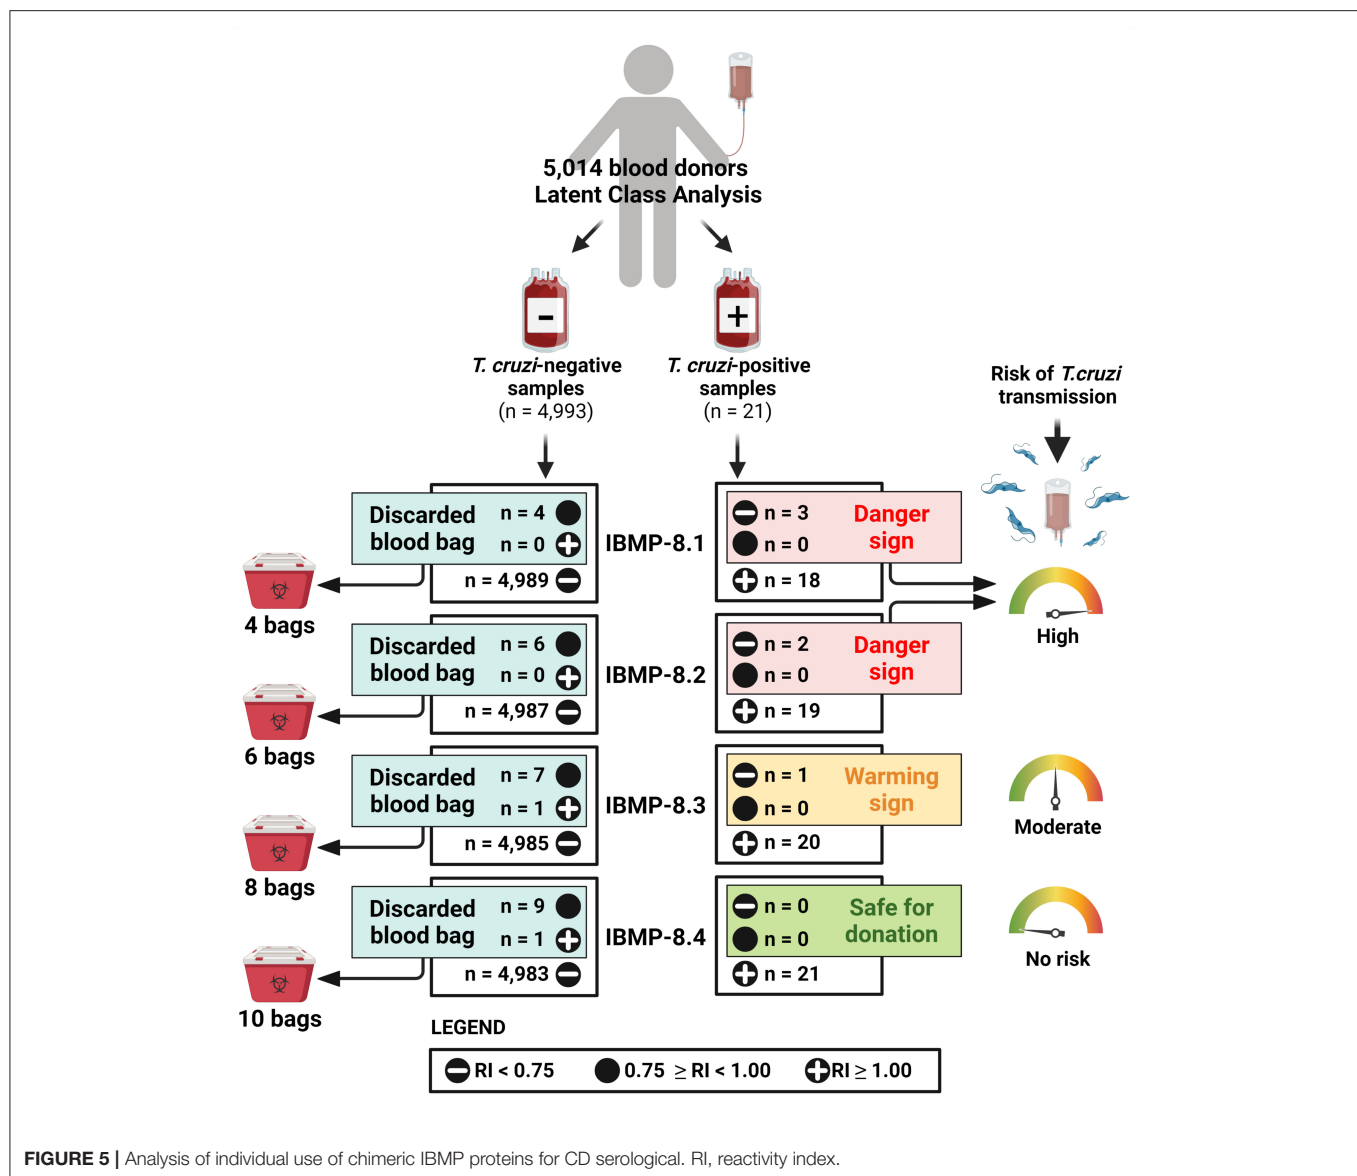 5,014 blood donors
Latent Class Analysis
-
+
T. cruzi-negative
samples
(n = 4,993)
T. cruzi-positive
samples
(n = 21)
Risk of T.cruzi
transmission
Discarded
blood bag
n = 4
n = 0
n = 4,989
IBMP-8.1
n = 3
n = 0
n = 18
Danger
sign
4 bags
High
Discarded
blood bag
n = 6
n = 0
n = 4,987
IBMP-8.2
n = 2
n = 0
n = 19
Danger
sign
6 bags
Discarded
blood bag
n = 7
n = 1
n = 4,985
IBMP-8.3
n = 1
n = 0
n = 20
Warming
sign
8 bags
Moderate
Discarded
blood bag
n = 9
n = 1
n = 4,983
IBMP-8.4
n = 0
n = 0
n = 21
Safe for
donation
10 bags
No risk
LEGEND
RI < 0.75 0.75 ≥ RI < 1.00 RI ≥ 1.00
FIGURE 5 | Analysis of individual use of chimeric IBMP proteins for CD serological. RI, reactivity index.